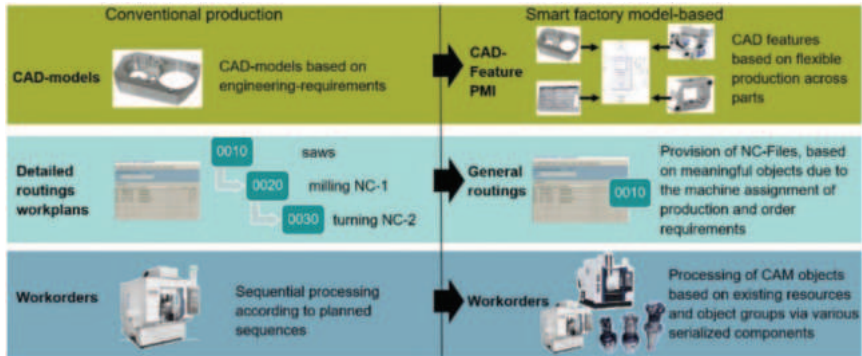 Conventional production
Smart factory model-based
CAD-models
CAD-models based on
engineering-requirements
CAD-
Feature
PMI
CAD features
based on flexible
production across
parts
Detailed
routings
workplans
0010
saws
0020
milling NC-1
0030
turning NC-2
General
routings
0010
Provision of NC-Files, based
on meaningful objects due to
the machine assignment of
production and order
requirements
Workorders
Sequential processing
according to planned
sequences
Workorders
Processing of CAM objects
based on existing resources
and object groups via various
serialized components